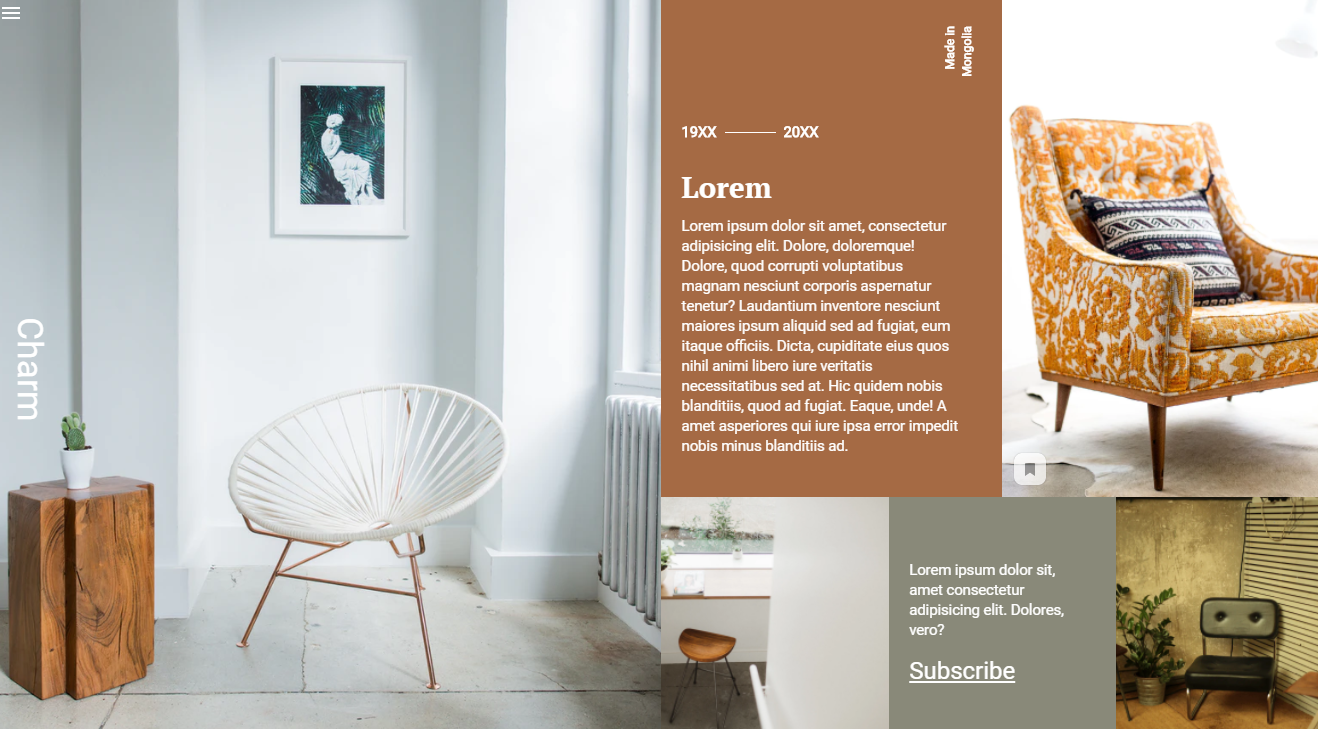 Charm
Made in
Mongolia
19XX 20XX
Lorem
Lorem ipsum dolor sit amet, consectetur
adipisicing elit. Dolore, doloremque!
Dolore, quod corrupti voluptatibus
magnam nesciunt corporis aspernatur
tenetur? Laudantium inventore nesciunt
maiores ipsum aliquid sed ad fugiat, eum
itaque officiis. Dicta, cupiditate eius quos
nihil animi libero iure veritatis
necessitatibus sed at. Hic quidem nobis
blanditiis, quod ad fugiat. Eaque, unde! A
amet asperiores qui iure ipsa error impedit
nobis minus blanditiis ad.
Lorem ipsum dolor sit,
amet consectetur
adipisicing elit. Dolores,
vero?
Subscribe